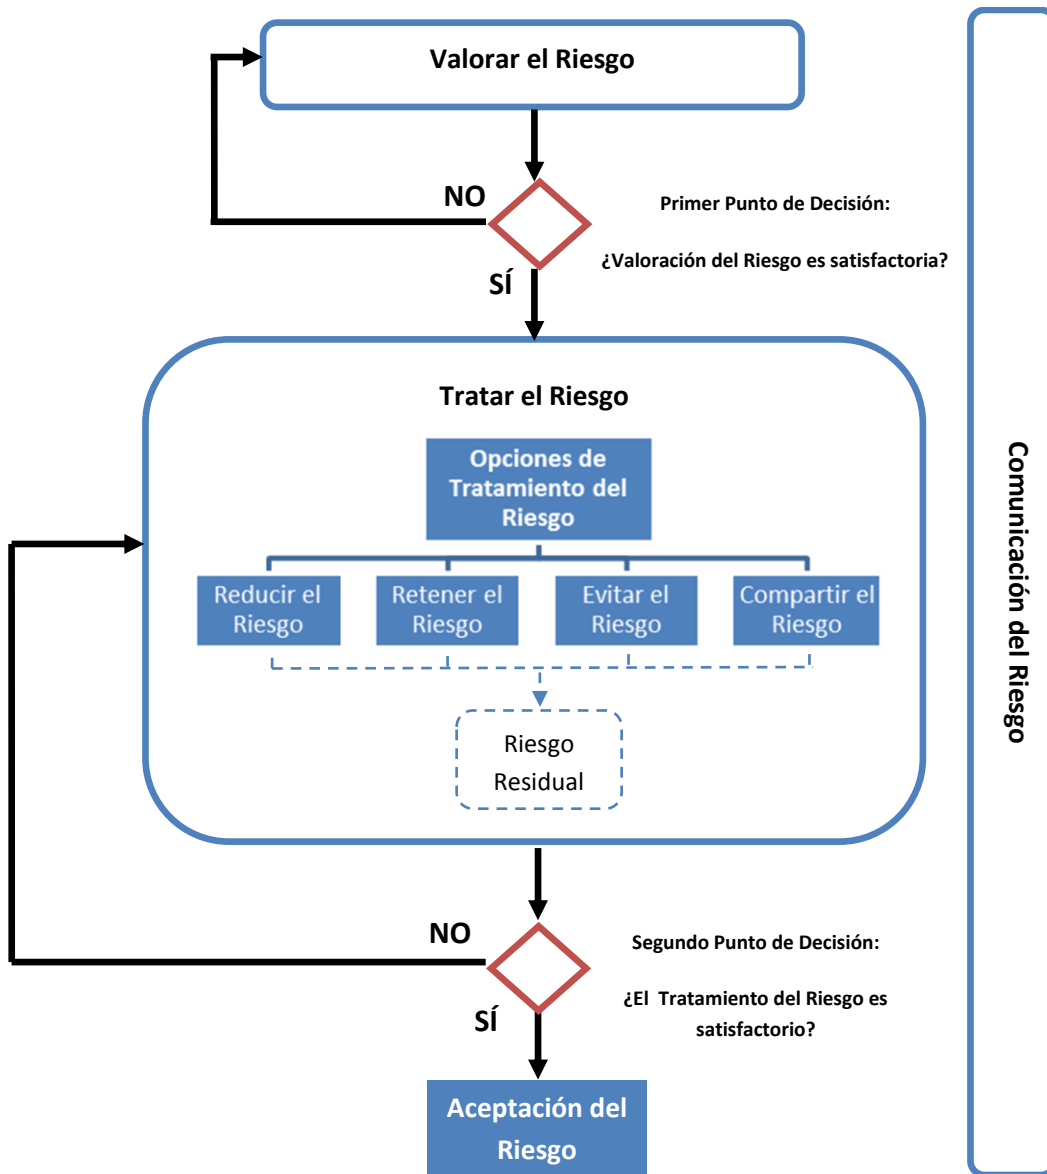 Valorar el Riesgo
NO
Primer Punto de Decisión:
¿Valoración del Riesgo es satisfactoria?
SÍ
Tratar el Riesgo
Opciones de
Tratamiento del
Riesgo
Reducir el
Riesgo
Retener el
Riesgo
Evitar el
Riesgo
Compartir el
Riesgo
Riesgo
Residual
NO
Segundo Punto de Decisión:
¿El Tratamiento del Riesgo es
satisfactorio?
SÍ
Aceptación del
Riesgo
Comunicación del Riesgo